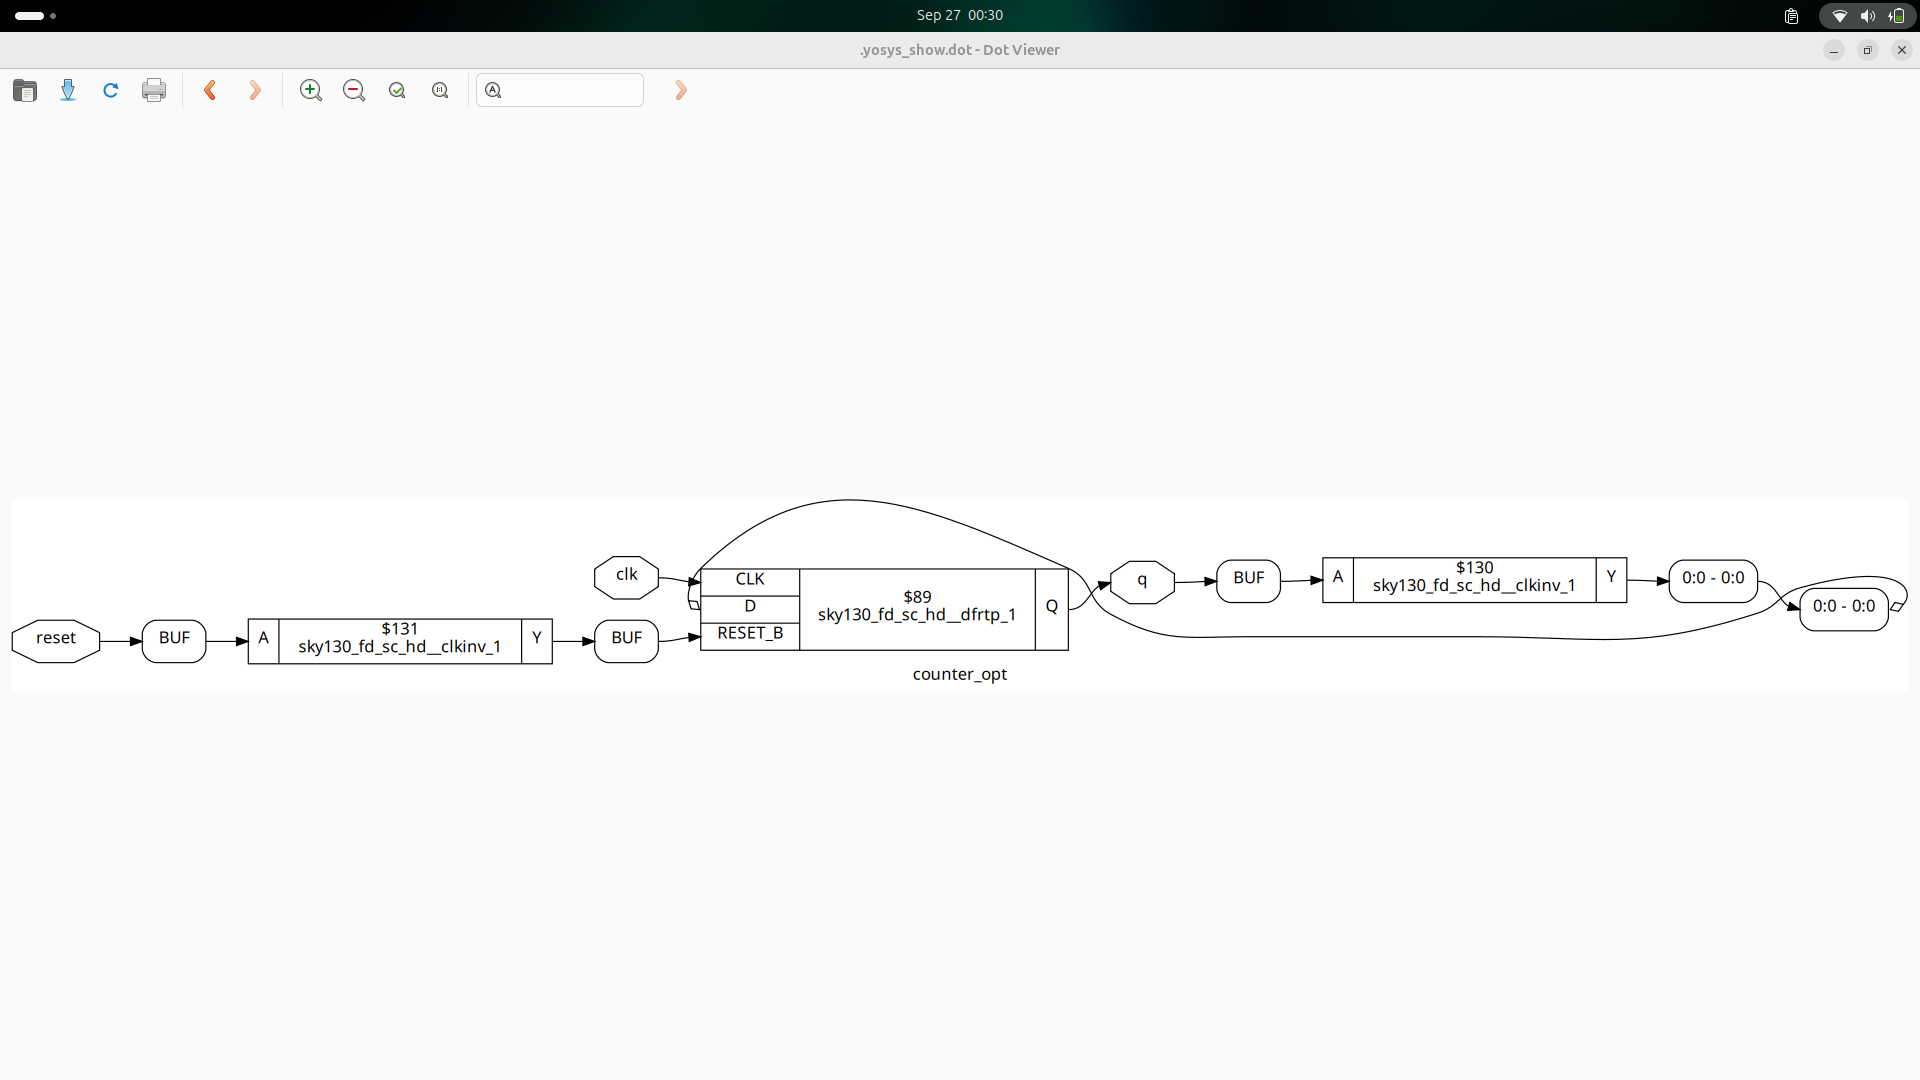 Sep 27 00:30
.yosys_show.dot - Dot Viewer
clk
CLK
D
RESET_B
$89
sky130_fd_sc_hd__dfrtp_1
Q
q
BUF
A
$130
sky130_fd_sc_hd__clkinv_1
Y
0:0 - 0:0
0:0 - 0:0
reset
BUF
A
$131
sky130_fd_sc_hd__clkinv_1
Y
BUF
counter_opt